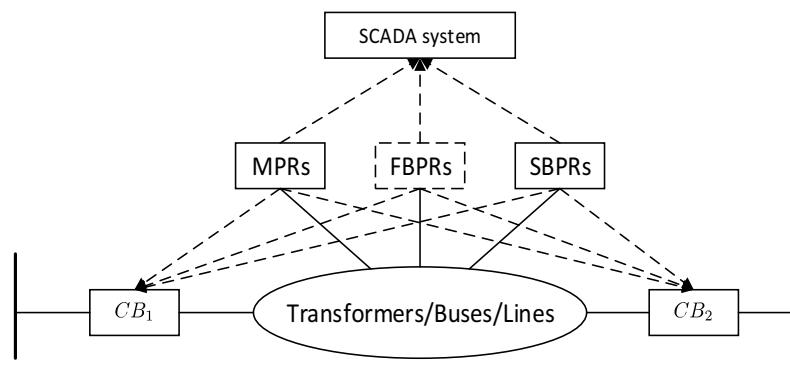 SCADA system
MPRs
FBPRs
SBPRs
CB₁
Transformers/Buses/Lines
CB₂